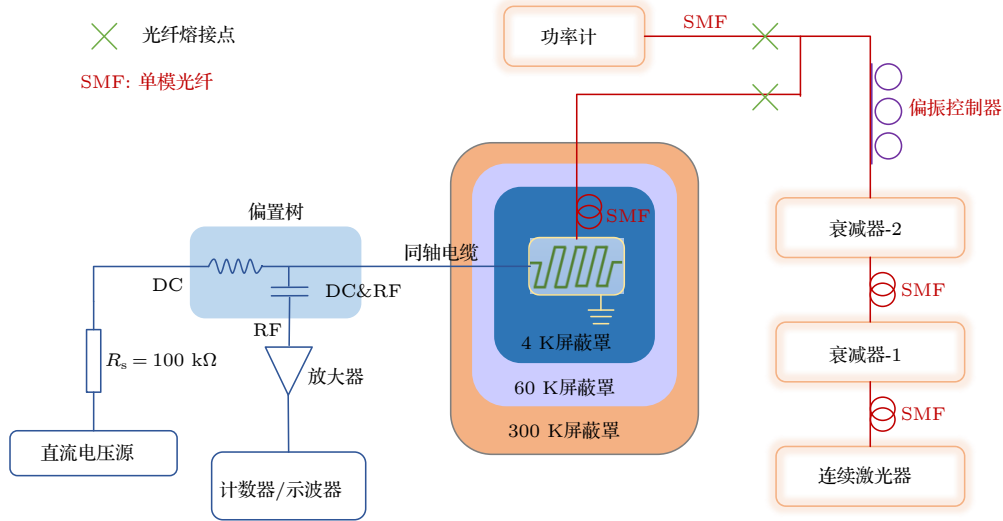 光纤熔接点
SMF: 单模光纤
功率计
SMF
偏振控制器
衰减器-2
SMF
衰减器-1
SMF
连续激光器
SMF
4 K屏蔽罩
60 K屏蔽罩
300 K屏蔽罩
同轴电缆
偏置树
DC
DC&RF
RF
R_s = 100 kΩ
放大器
直流电压源
计数器/示波器